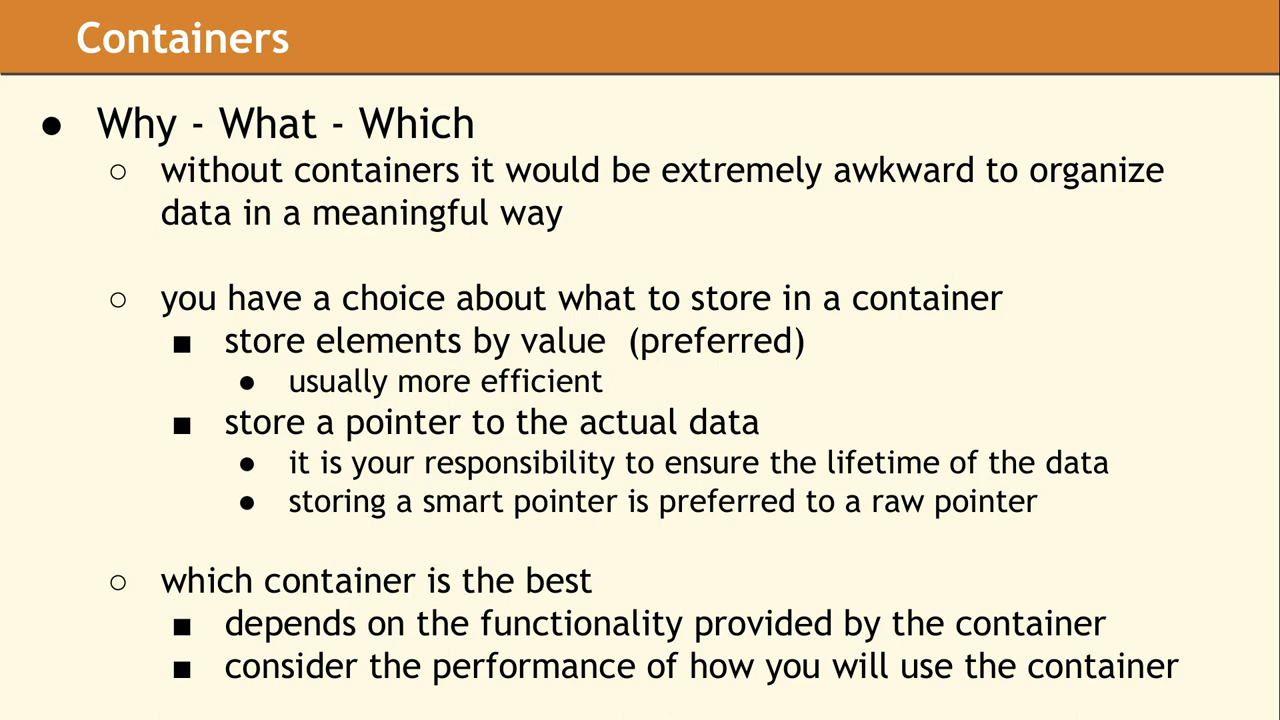 Containers
● Why - What - Which
○ without containers it would be extremely awkward to organize
data in a meaningful way
○ you have a choice about what to store in a container
■ store elements by value  (preferred)
● usually more efficient
■ store a pointer to the actual data
● it is your responsibility to ensure the lifetime of the data
● storing a smart pointer is preferred to a raw pointer
○ which container is the best
■ depends on the functionality provided by the container
■ consider the performance of how you will use the container